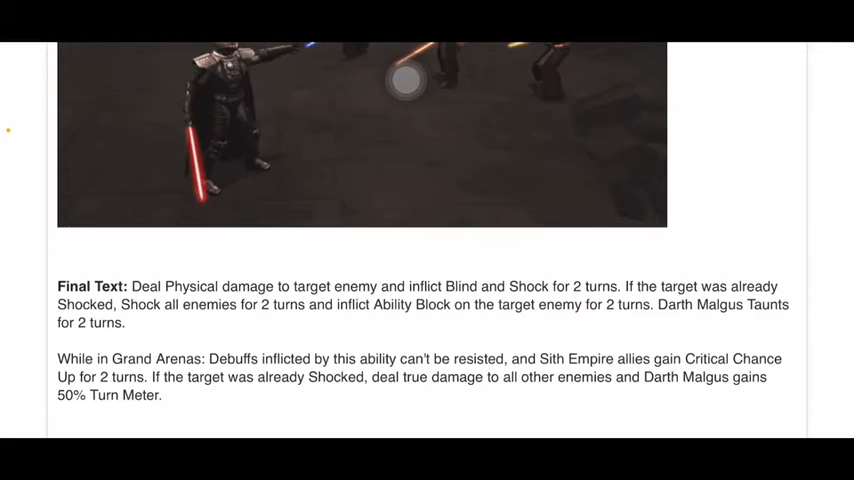 Final Text: Deal Physical damage to target enemy and inflict Blind and Shock for 2 turns. If the target was already
Shocked, Shock all enemies for 2 turns and inflict Ability Block on the target enemy for 2 turns. Darth Malgus Taunts
for 2 turns.
While in Grand Arenas: Debuffs inflicted by this ability can't be resisted, and Sith Empire allies gain Critical Chance
Up for 2 turns. If the target was already Shocked, deal true damage to all other enemies and Darth Malgus gains
50% Turn Meter.